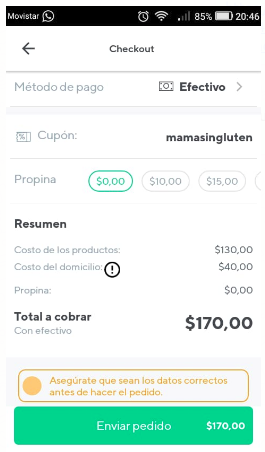 Movistar 85% 20:46
Checkout
Método de pago Efectivo
Cupón: mamasingluten
Propina $0,00 $10,00 $15,00
Resumen
Costo de los productos: $130,00
Costo del domicilio: $40,00
Propina: $0,00
Total a cobrar $170,00
Con efectivo
Asegúrate que sean los datos correctos
antes de hacer el pedido.
Enviar pedido $170,00